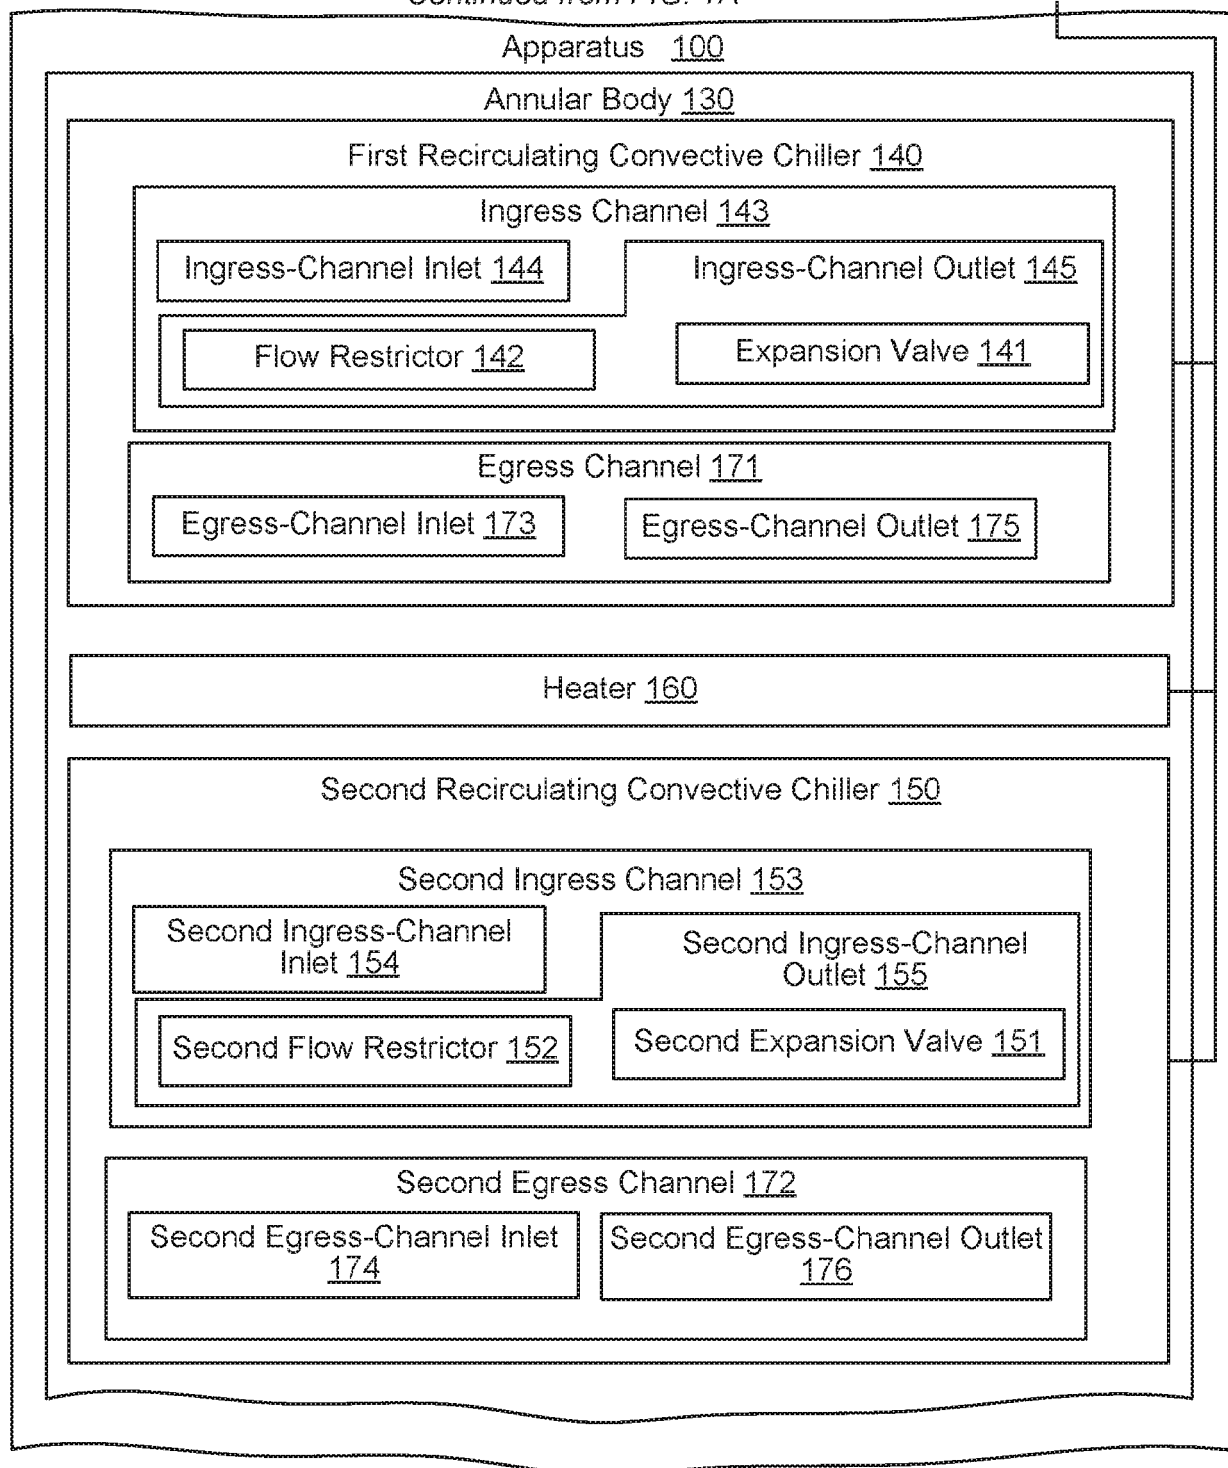 Continued from FIG. 1A
Apparatus 100
Annular Body 130
First Recirculating Convective Chiller 140
Ingress Channel 143
Ingress-Channel Inlet 144
Ingress-Channel Outlet 145
Flow Restrictor 142
Expansion Valve 141
Egress Channel 171
Egress-Channel Inlet 173
Egress-Channel Outlet 175
Heater 160
Second Recirculating Convective Chiller 150
Second Ingress Channel 153
Second Ingress-Channel
Inlet 154
Second Ingress-Channel
Outlet 155
Second Flow Restrictor 152
Second Expansion Valve 151
Second Egress Channel 172
Second Egress-Channel Inlet
174
Second Egress-Channel Outlet
176